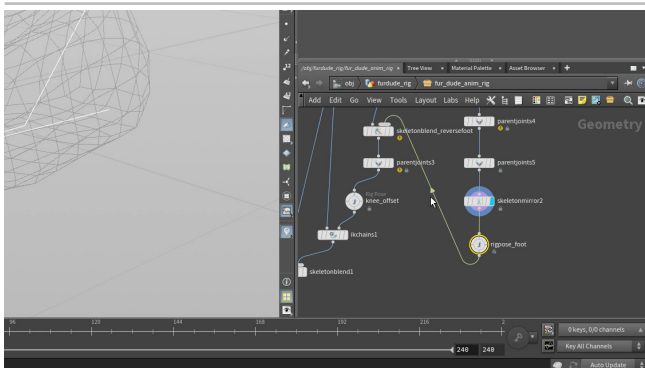 /obj/furdude_rig/fur_dude_anim_rig
Tree View
Material Palette
Asset Browser
obj
furdude_rig
fur_dude_anim_rig
Add Edit Go View Tools Layout Labs Help
Geometry
parentjoints4
skeletonblend_reversefoot
parentjoints3
parentjoints5
Rig Pose
knee_offset
skeletonmirror2
ikchains1
rigpose_foot
skeletonblend1
96 120 144 168 192 216 2
240 240
0 keys, 0/0 channels
Key All Channels
Auto Update